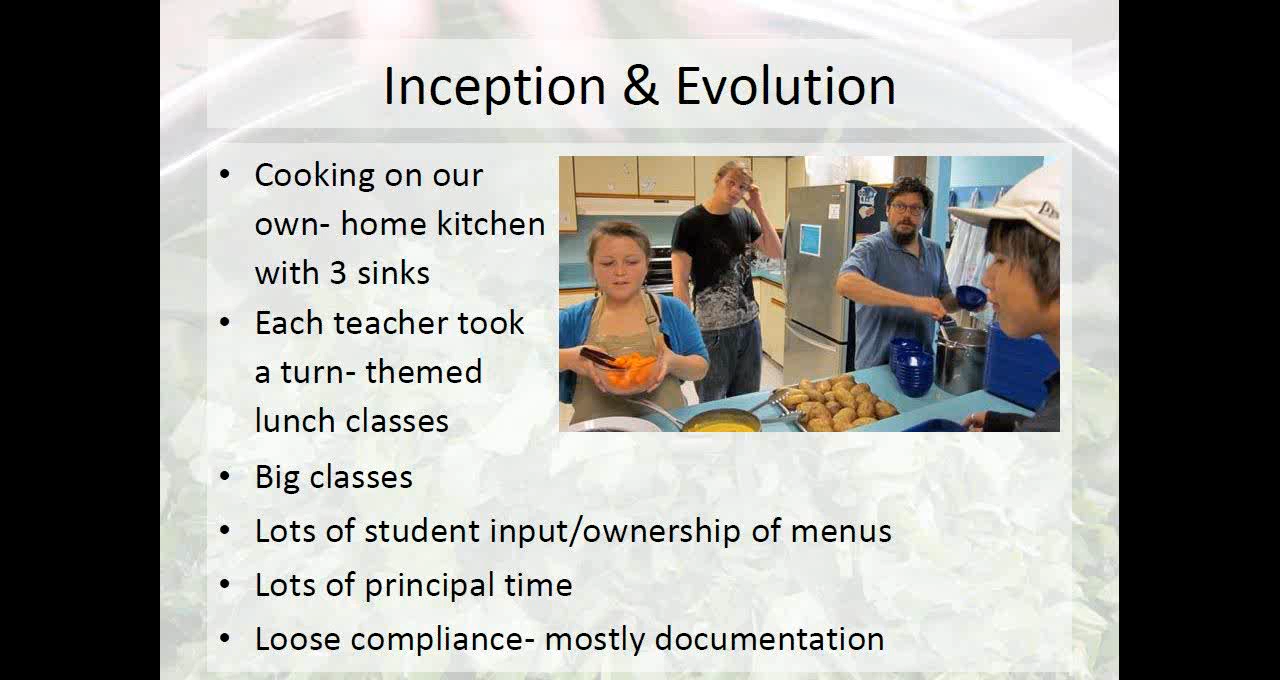 Inception & Evolution
• Cooking on our
own- home kitchen
with 3 sinks
• Each teacher took
a turn- themed
lunch classes
• Big classes
• Lots of student input/ownership of menus
• Lots of principal time
• Loose compliance- mostly documentation